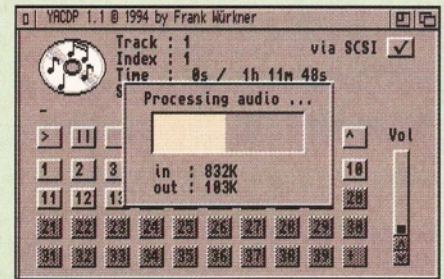 YACDP 1.1 © 1994 by Frank Würkner
Track : 1
via SCSI
Index : 1
Time : 0s / 1h 11m 48s
S
Processing audio ...
in : 832K
out : 103K
> II ^ Vol
1 2 3 10
11 12 13 20
21 22 23 24 25 26 27 28 29 30
31 32 33 34 35 36 37 38 39 +